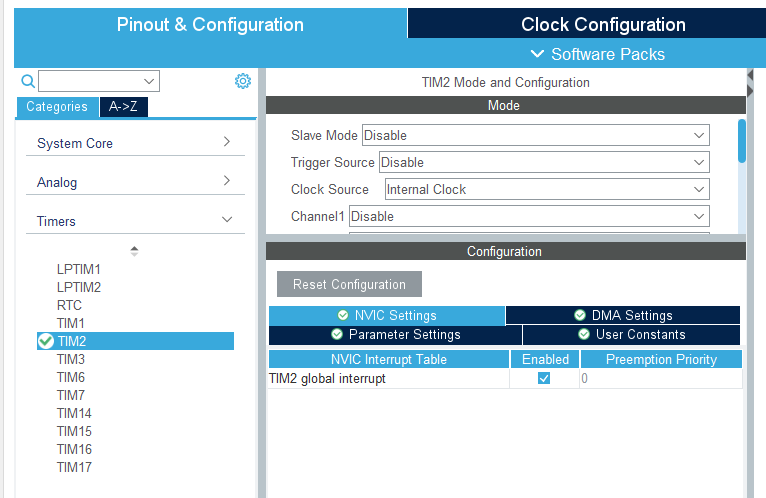 Pinout & Configuration
Clock Configuration
Software Packs
Categories
A->Z
System Core
Analog
Timers
LPTIM1
LPTIM2
RTC
TIM1
TIM2
TIM3
TIM6
TIM7
TIM14
TIM15
TIM16
TIM17
TIM2 Mode and Configuration
Mode
Slave Mode Disable
Trigger Source Disable
Clock Source Internal Clock
Channel1 Disable
Configuration
Reset Configuration
NVIC Settings
DMA Settings
Parameter Settings
User Constants
NVIC Interrupt Table Enabled Preemption Priority
TIM2 global interrupt 0